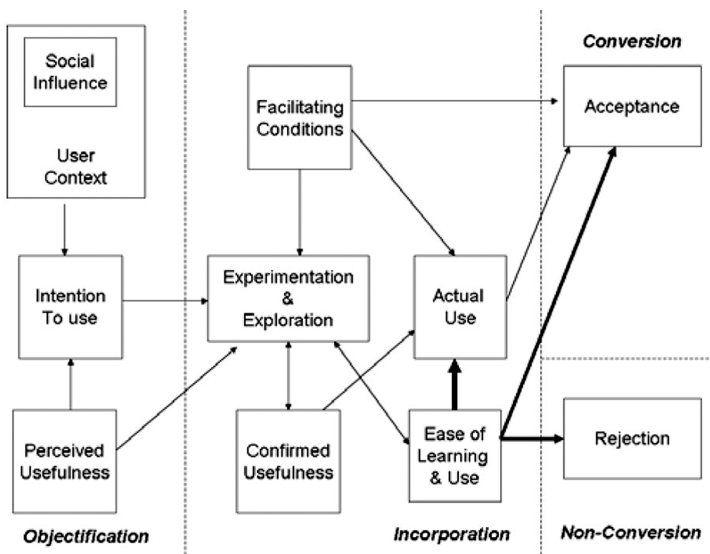 Social
Influence
User
Context
Intention
To use
Perceived
Usefulness
Objectification
Facilitating
Conditions
Experimentation
&
Exploration
Actual
Use
Confirmed
Usefulness
Ease of
Learning
& Use
Incorporation
Conversion
Acceptance
Rejection
Non-Conversion